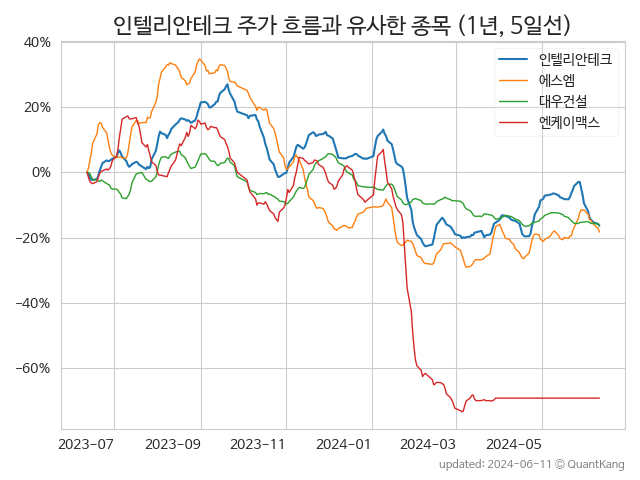 인텔리안테크 주가 흐름과 유사한 종목 (1년, 5일선)
40%
20%
0%
−20%
−40%
−60%
인텔리안테크
에스엠
대우건설
엔케이맥스
2023-07
2023-09
2023-11
2024-01
2024-03
2024-05
updated: 2024-06-11 © QuantKang